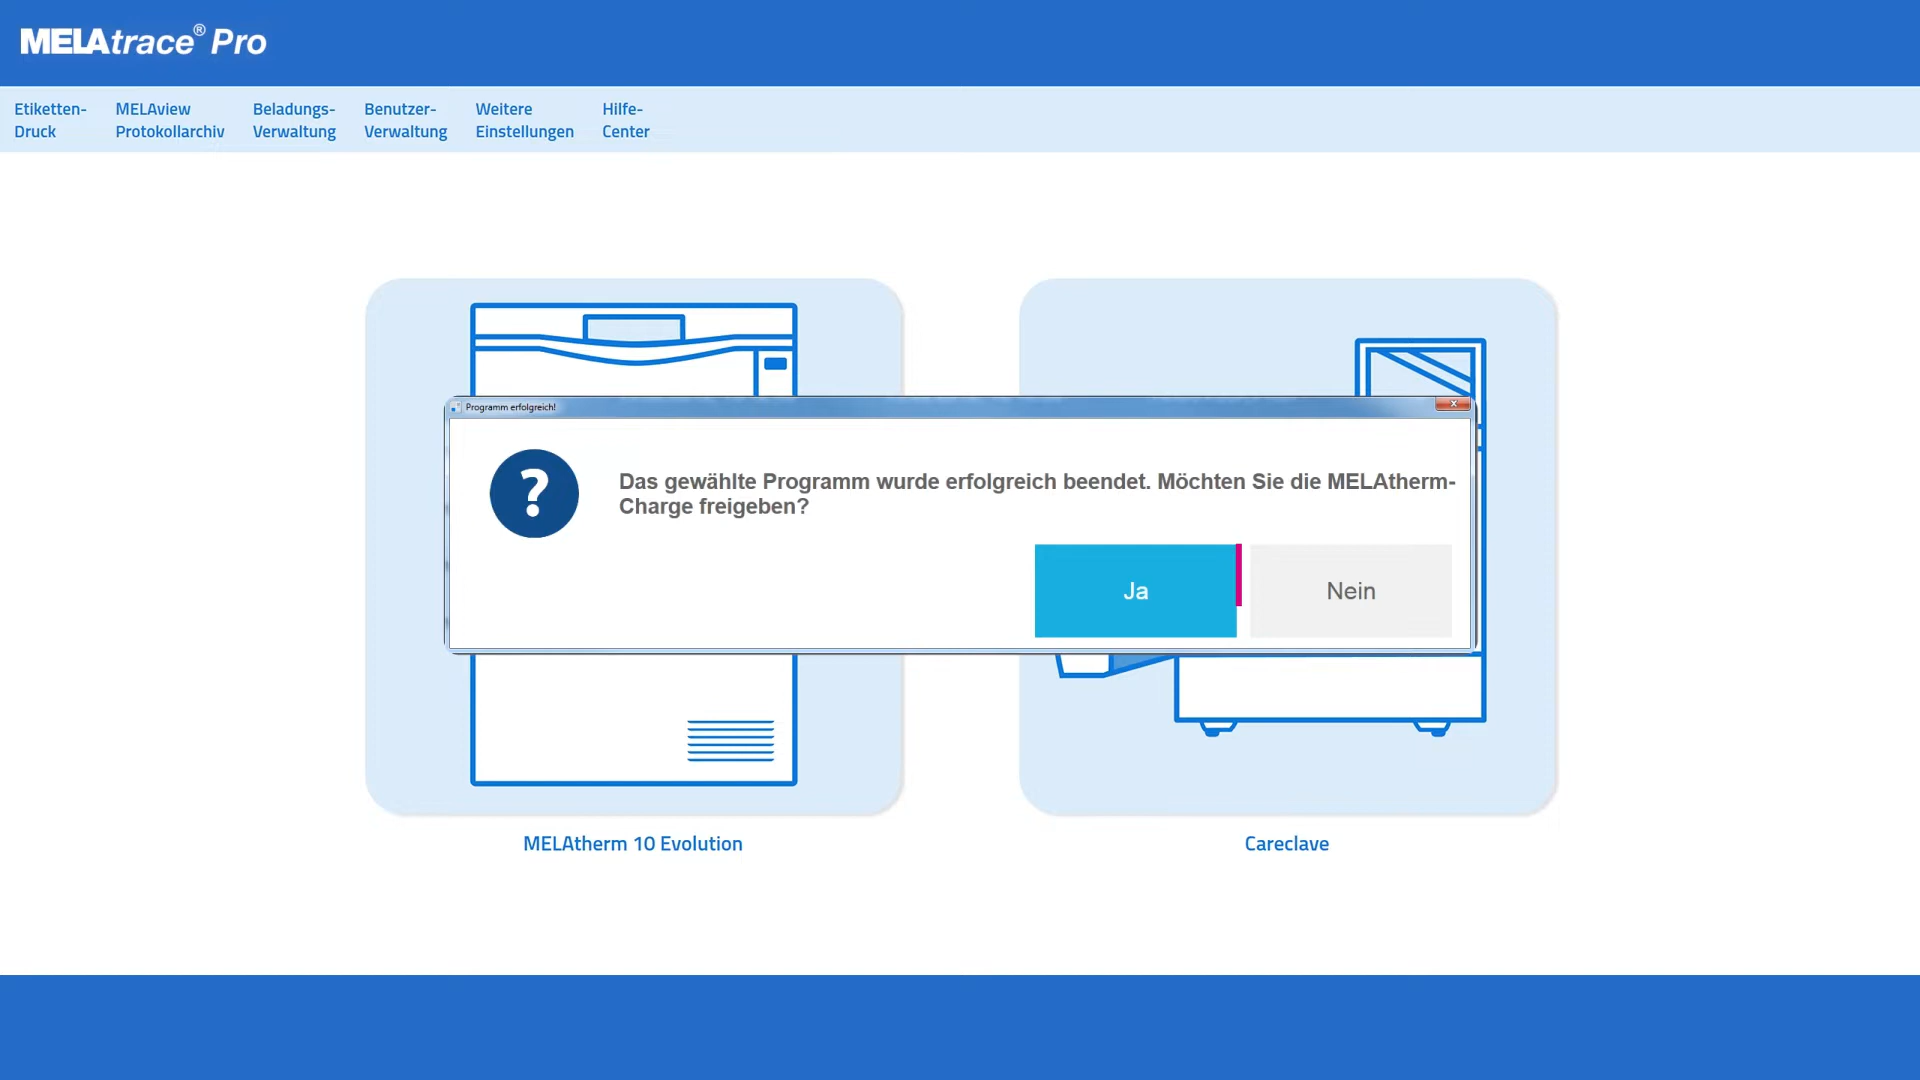 MELAtrace® Pro
Etiketten-
Druck
MELAview
Protokollarchiv
Beladungs-
Verwaltung
Benutzer-
Verwaltung
Weitere
Einstellungen
Hilfe-
Center
Programm erfolgreich!
Das gewählte Programm wurde erfolgreich beendet. Möchten Sie die MELAtherm-
Charge freigeben?
Ja
Nein
MELAtherm 10 Evolution
Careclave